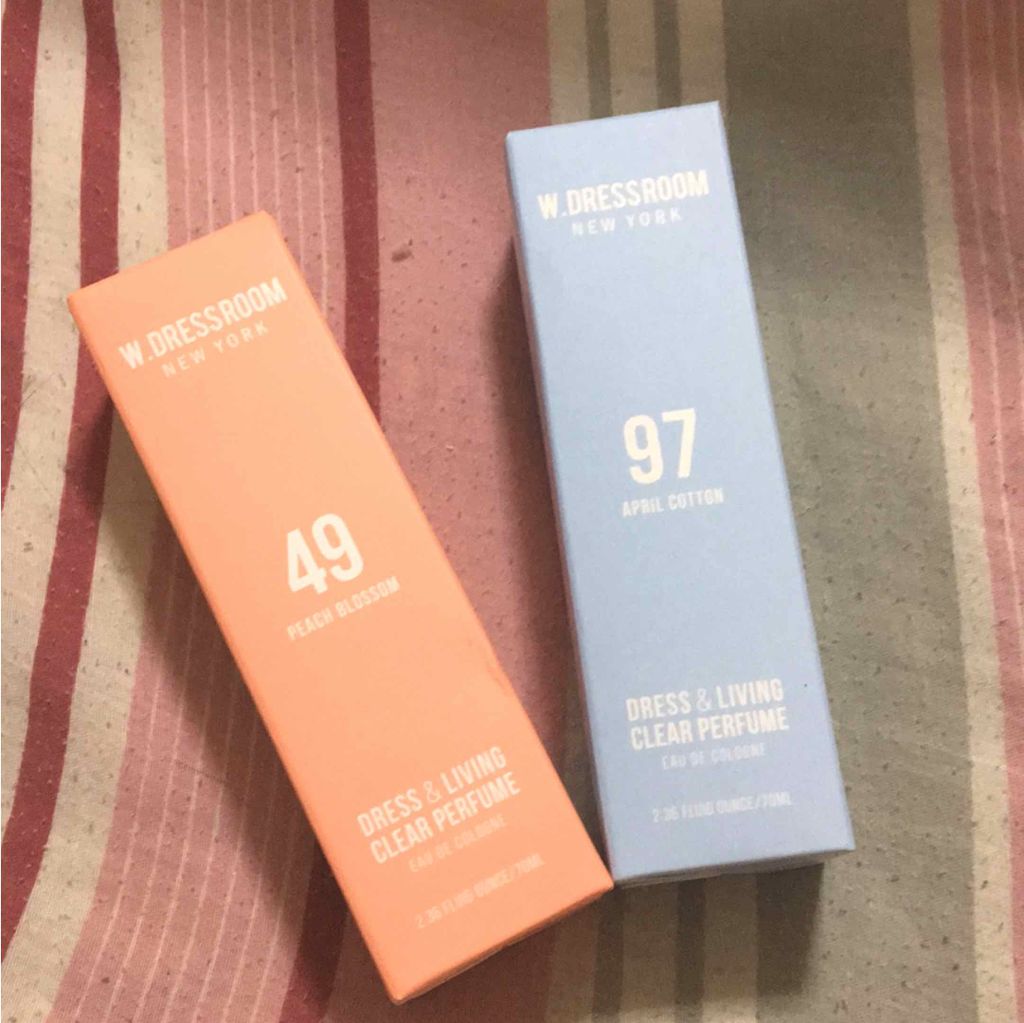 W.DRESSROOM
NEW YORK
49
PEACH BLOSSOM
DRESS & LIVING
CLEAR PERFUME
EAU DE COLOGNE
2.36 FLUID OUNCE/70ML
W.DRESSROOM
NEW YORK
97
APRIL COTTON
DRESS & LIVING
CLEAR PERFUME
EAU DE COLOGNE
2.36 FLUID OUNCE/70ML